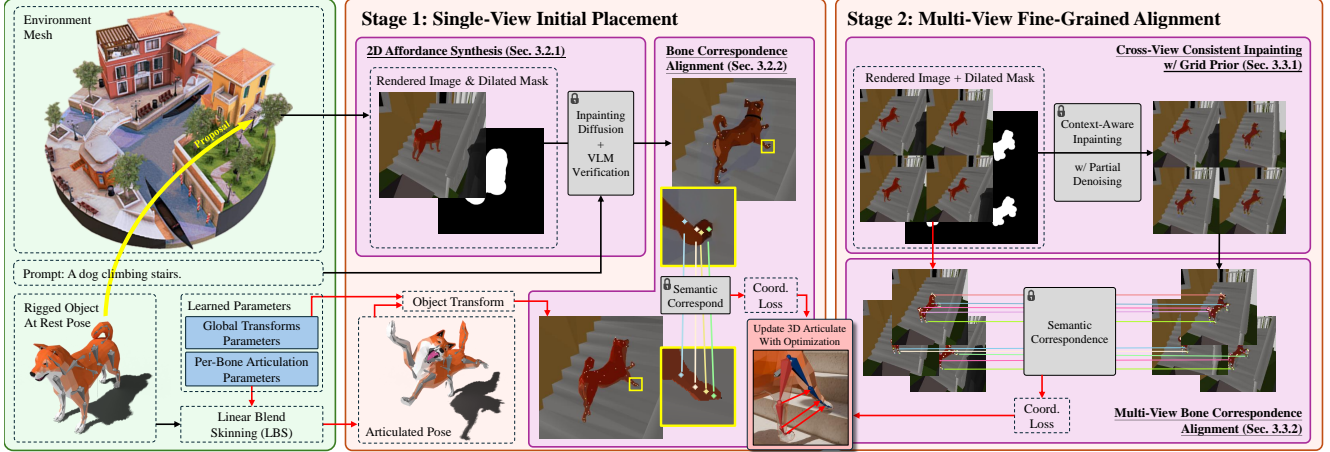 Environment
Mesh
Proposal
Prompt: A dog climbing stairs.
Rigged Object
At Rest Pose
Learned Parameters
Global Transforms
Parameters
Per-Bone Articulation
Parameters
Linear Blend
Skinning (LBS)
Stage 1: Single-View Initial Placement
2D Affordance Synthesis (Sec. 3.2.1)
Rendered Image & Dilated Mask
Inpainting
Diffusion
+
VLM
Verification
Bone Correspondence
Alignment (Sec. 3.2.2)
Semantic
Correspond
Coord.
Loss
Object Transform
Articulated Pose
Update 3D Articulate
With Optimization
Stage 2: Multi-View Fine-Grained Alignment
Cross-View Consistent Inpainting
w/ Grid Prior (Sec. 3.3.1)
Rendered Image + Dilated Mask
Context-Aware
Inpainting
w/ Partial
Denoising
Semantic
Correspondence
Coord.
Loss
Multi-View Bone Correspondence
Alignment (Sec. 3.3.2)